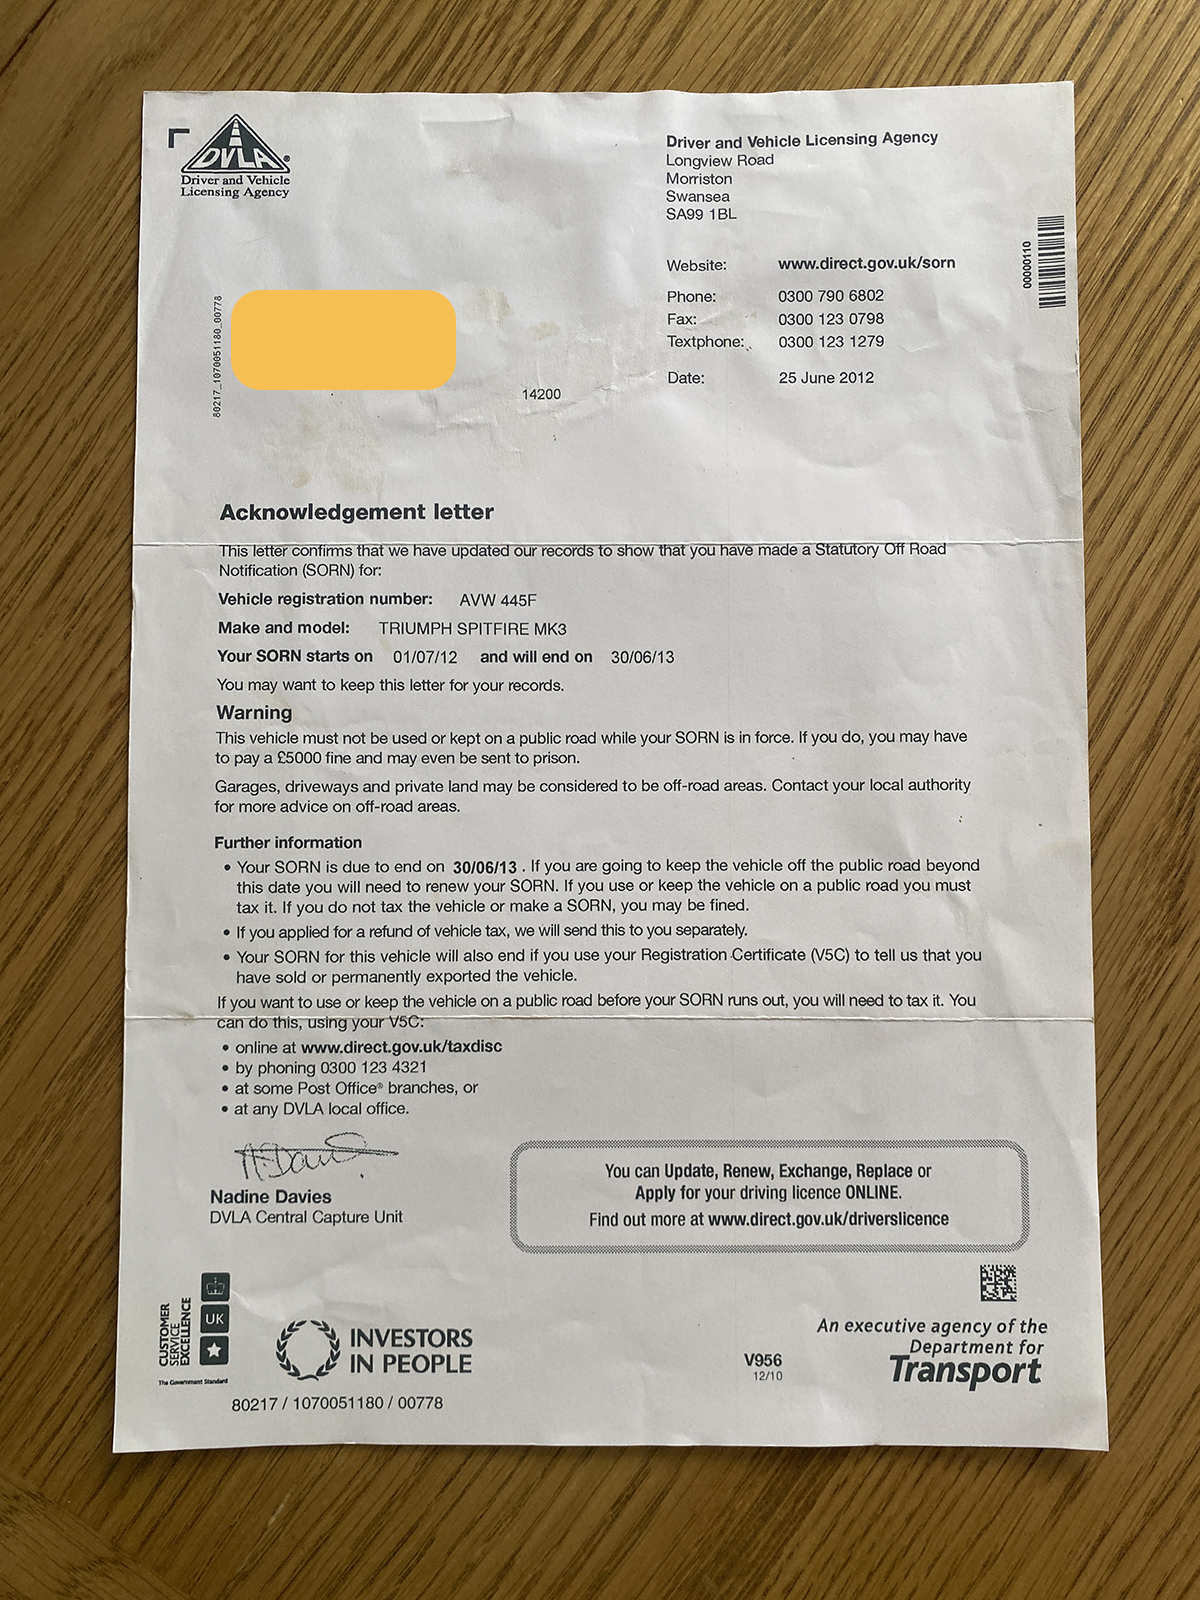 DVLA®
Driver and Vehicle
Licensing Agency
Driver and Vehicle Licensing Agency
Longview Road
Morriston
Swansea
SA99 1BL
Website: www.direct.gov.uk/sorn
Phone: 0300 790 6802
Fax: 0300 123 0798
Textphone: 0300 123 1279
Date: 25 June 2012
00000110
80217_1070051180_00778
14200
Acknowledgement letter
This letter confirms that we have updated our records to show that you have made a Statutory Off Road
Notification (SORN) for:
Vehicle registration number: AVW 445F
Make and model: TRIUMPH SPITFIRE MK3
Your SORN starts on 01/07/12 and will end on 30/06/13
You may want to keep this letter for your records.
Warning
This vehicle must not be used or kept on a public road while your SORN is in force. If you do, you may have
to pay a £5000 fine and may even be sent to prison.
Garages, driveways and private land may be considered to be off-road areas. Contact your local authority
for more advice on off-road areas.
Further information
• Your SORN is due to end on 30/06/13 . If you are going to keep the vehicle off the public road beyond
this date you will need to renew your SORN. If you use or keep the vehicle on a public road you must
tax it. If you do not tax the vehicle or make a SORN, you may be fined.
• If you applied for a refund of vehicle tax, we will send this to you separately.
• Your SORN for this vehicle will also end if you use your Registration Certificate (V5C) to tell us that you
have sold or permanently exported the vehicle.
If you want to use or keep the vehicle on a public road before your SORN runs out, you will need to tax it. You
can do this, using your V5C:
• online at www.direct.gov.uk/taxdisc
• by phoning 0300 123 4321
• at some Post Office® branches, or
• at any DVLA local office.
Nadine Davies
DVLA Central Capture Unit
You can Update, Renew, Exchange, Replace or
Apply for your driving licence ONLINE.
Find out more at www.direct.gov.uk/driverslicence
CUSTOMER
SERVICE
EXCELLENCE
UK
The Government Standard
INVESTORS
IN PEOPLE
V956
12/10
An executive agency of the
Department for
Transport
80217 / 1070051180 / 00778